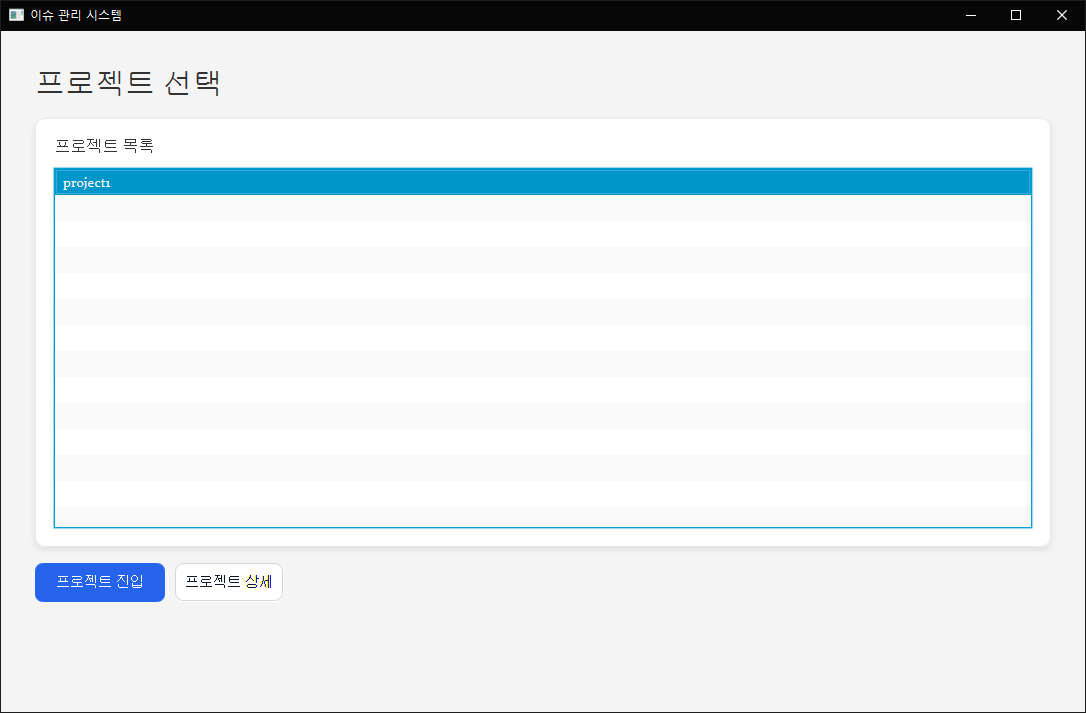 이슈 관리 시스템
프로젝트 선택
프로젝트 목록
project1
프로젝트 진입
프로젝트 상세